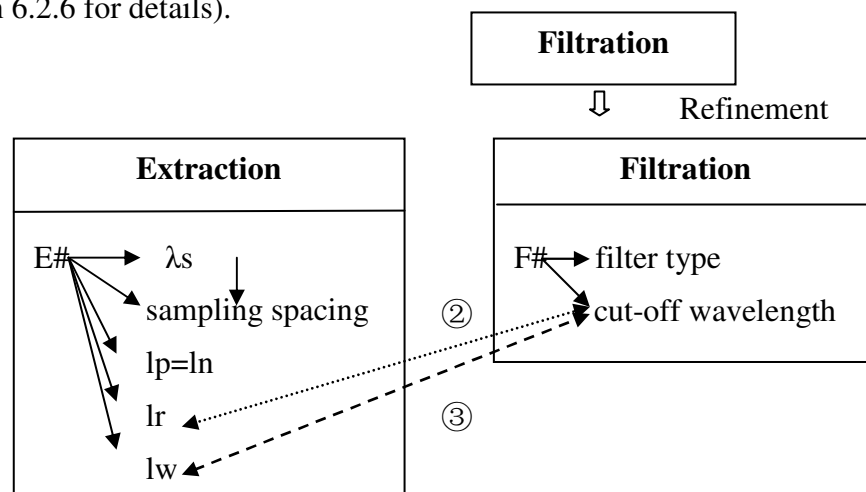 n 6.2.6 for details).
Filtration
Refinement
Extraction
E#
λs
sampling spacing
lp=ln
lr
lw
②
③
Filtration
F#
filter type
cut-off wavelength